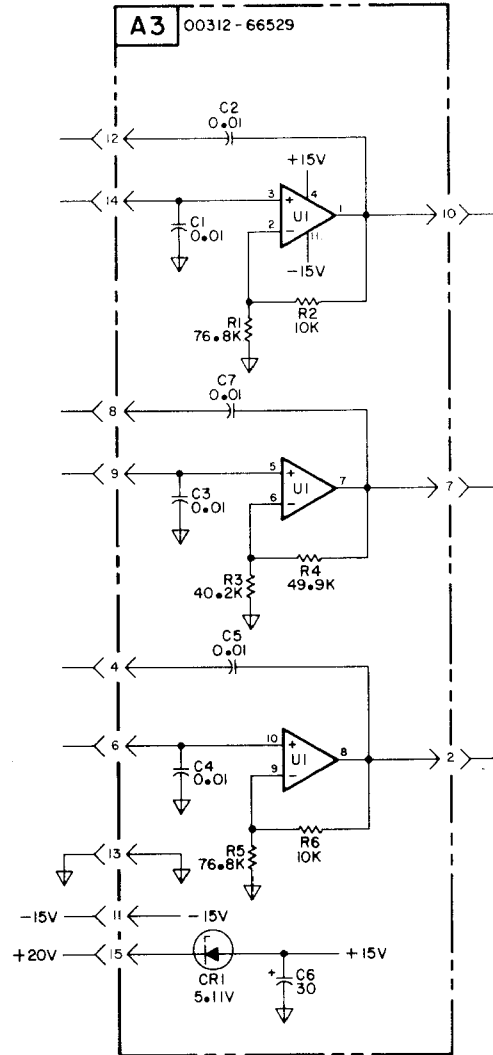 A3 00312-66529
C2
0.01
12
+15V
14
3 + 4
U1 1
10
C1
0.01
2 −
11
−15V
R1
76.8K
R2
10K
C7
0.01
8
9
5 +
U1 7
7
C3
0.01
6 −
R3
40.2K
R4
49.9K
C5
0.01
4
6
10 +
U1 8
2
C4
0.01
9 −
R5
76.8K
R6
10K
13
−15V 11 −15V
+20V 15
+15V
CR1
5.11V
+ C6
30